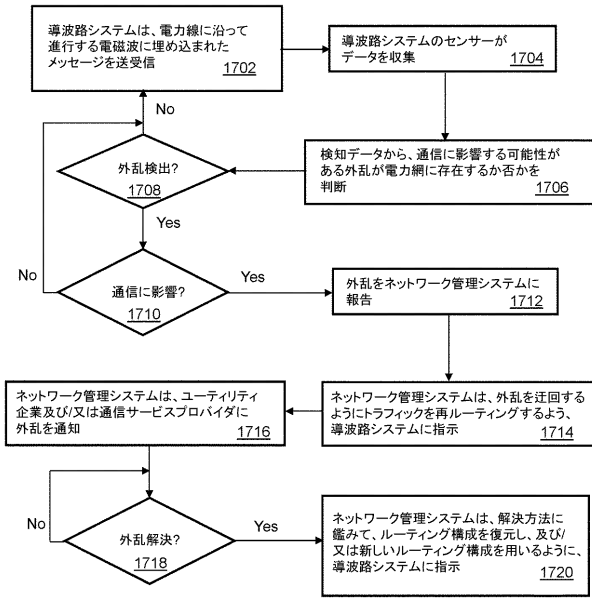 導波路システムは、電力線に沿って
進行する電磁波に埋め込まれた
メッセージを送受信
1702
導波路システムのセンサーが
データを収集
1704
No
検知データから、通信に影響する可能性が
ある外乱が電力網に存在するか否かを
判断
1706
外乱検出?
1708
Yes
No
通信に影響?
1710
Yes
外乱をネットワーク管理システムに
報告
1712
ネットワーク管理システムは、外乱を迂回する
ようにトラフィックを再ルーティングするよう、
導波路システムに指示
1714
ネットワーク管理システムは、ユーティリティ
企業及び/又は通信サービスプロバイダに
外乱を通知
1716
No
外乱解決?
1718
Yes
ネットワーク管理システムは、解決方法に
鑑みて、ルーティング構成を復元し、及び/
又は新しいルーティング構成を用いるように、
導波路システムに指示
1720